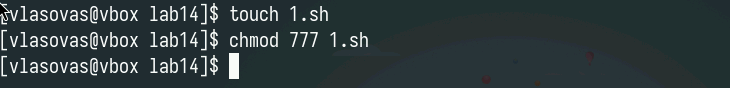 [vlasovas@vbox lab14]$ touch 1.sh
[vlasovas@vbox lab14]$ chmod 777 1.sh
[vlasovas@vbox lab14]$